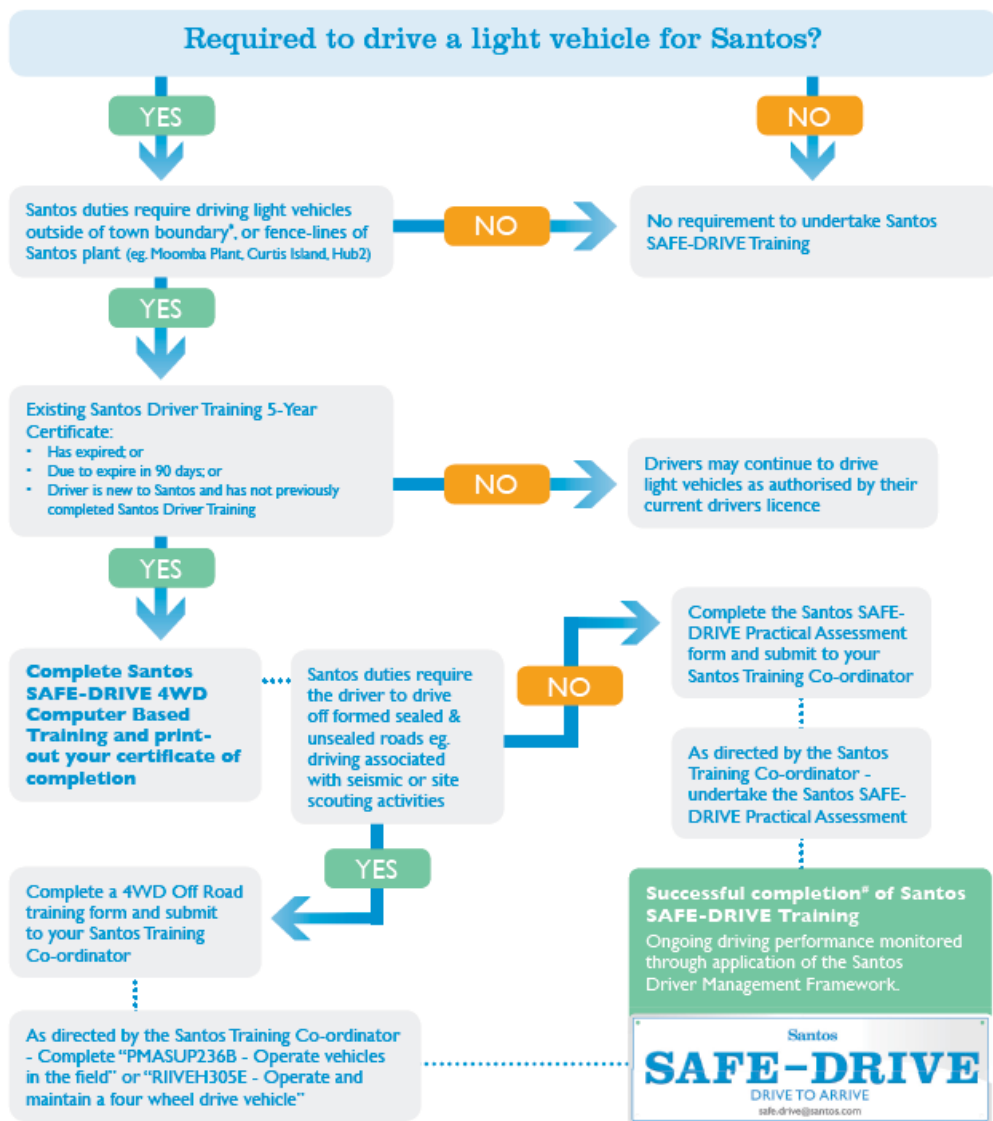 Required to drive a light vehicle for Santos?
YES
NO
Santos duties require driving light vehicles
outside of town boundary*, or fence-lines of
Santos plant (eg. Moomba Plant, Curtis Island, Hub2)
NO
No requirement to undertake Santos
SAFE-DRIVE Training
YES
Existing Santos Driver Training 5-Year
Certificate:
• Has expired; or
• Due to expire in 90 days; or
• Driver is new to Santos and has not previously
completed Santos Driver Training
NO
Drivers may continue to drive
light vehicles as authorised by their
current drivers licence
YES
Complete Santos
SAFE-DRIVE 4WD
Computer Based
Training and print-
out your certificate of
completion
Santos duties require
the driver to drive
off formed sealed &
unsealed roads eg.
driving associated
with seismic or site
scouting activities
NO
Complete the Santos SAFE-
DRIVE Practical Assessment
form and submit to your
Santos Training Co-ordinator
As directed by the Santos
Training Co-ordinator -
undertake the Santos SAFE-
DRIVE Practical Assessment
YES
Complete a 4WD Off Road
training form and submit
to your Santos Training
Co-ordinator
As directed by the Santos Training Co-ordinator
- Complete “PMASUP236B - Operate vehicles
in the field” or “RIIVEH305E - Operate and
maintain a four wheel drive vehicle”
Successful completion# of Santos
SAFE-DRIVE Training
Ongoing driving performance monitored
through application of the Santos
Driver Management Framework.
Santos
SAFE-DRIVE
DRIVE TO ARRIVE
safe.drive@santos.com